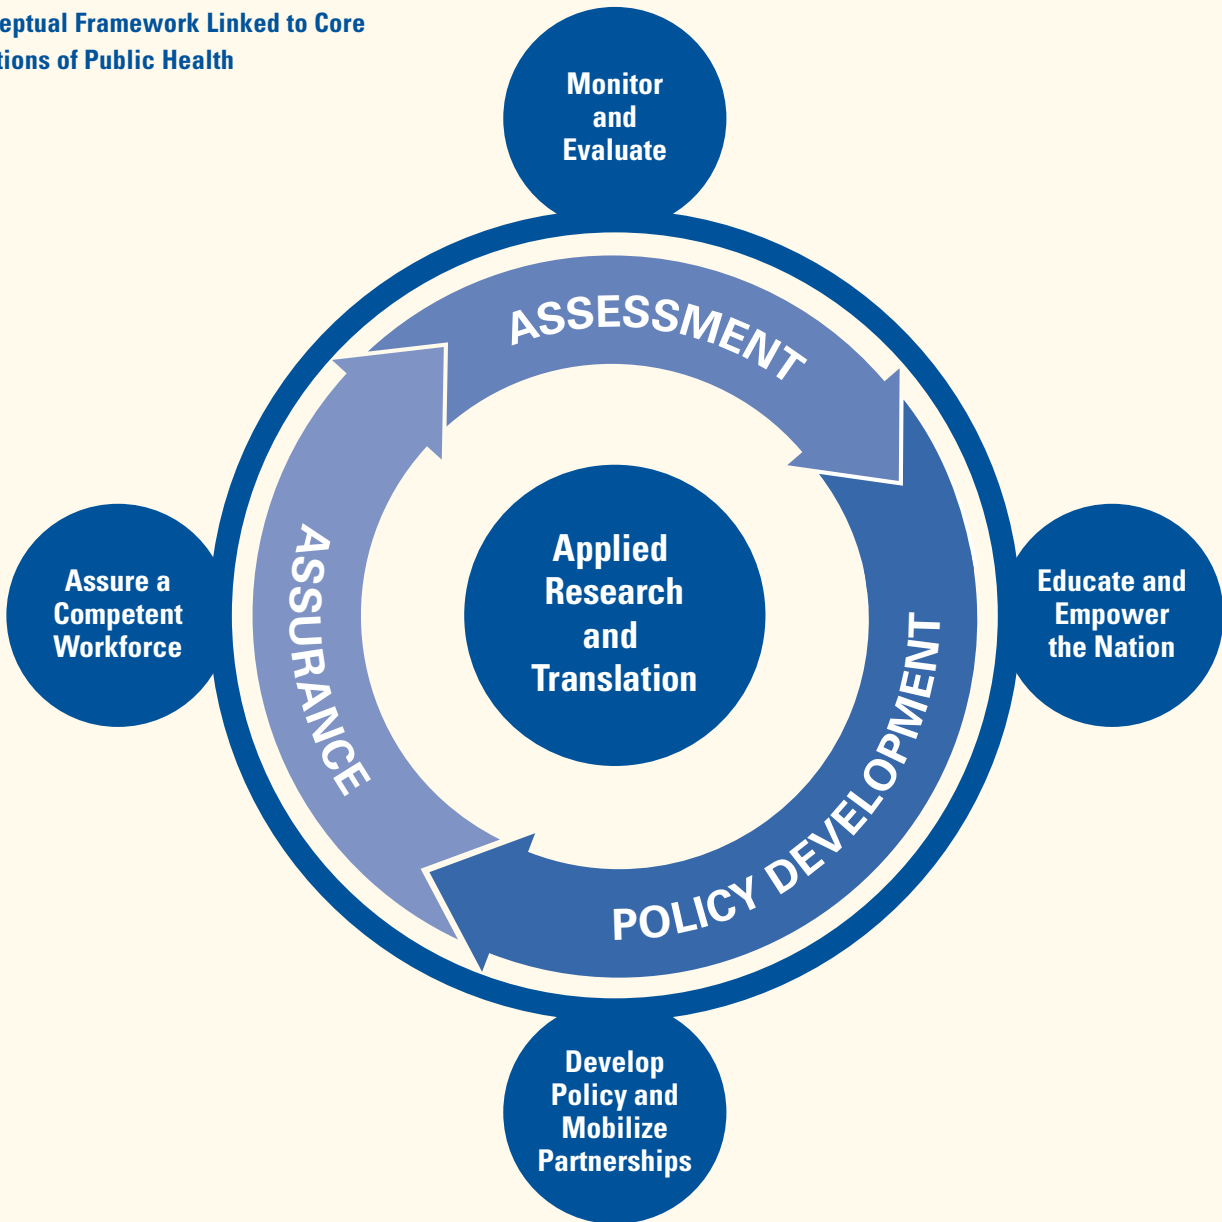 eptual Framework Linked to Core
tions of Public Health
Monitor
and
Evaluate
ASSESSMENT
Applied
Research
and
Translation
ASSURANCE
Assure a
Competent
Workforce
Educate and
Empower
the Nation
POLICY DEVELOPMENT
Develop
Policy and
Mobilize
Partnerships